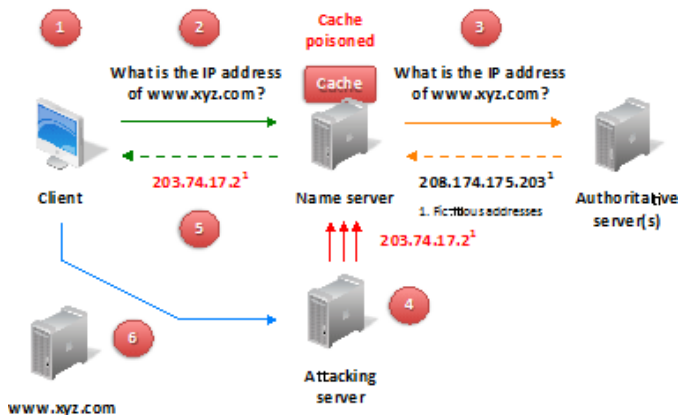 1
2
Cache
poisoned
3
What is the IP address
of www.xyz.com?
Cache
What is the IP address
of www.xyz.com?
203.74.17.2¹
208.174.175.203¹
Client
Name server
1. Fictitious addresses
Authoritative
server(s)
5
203.74.17.2¹
4
6
Attacking
server
www.xyz.com